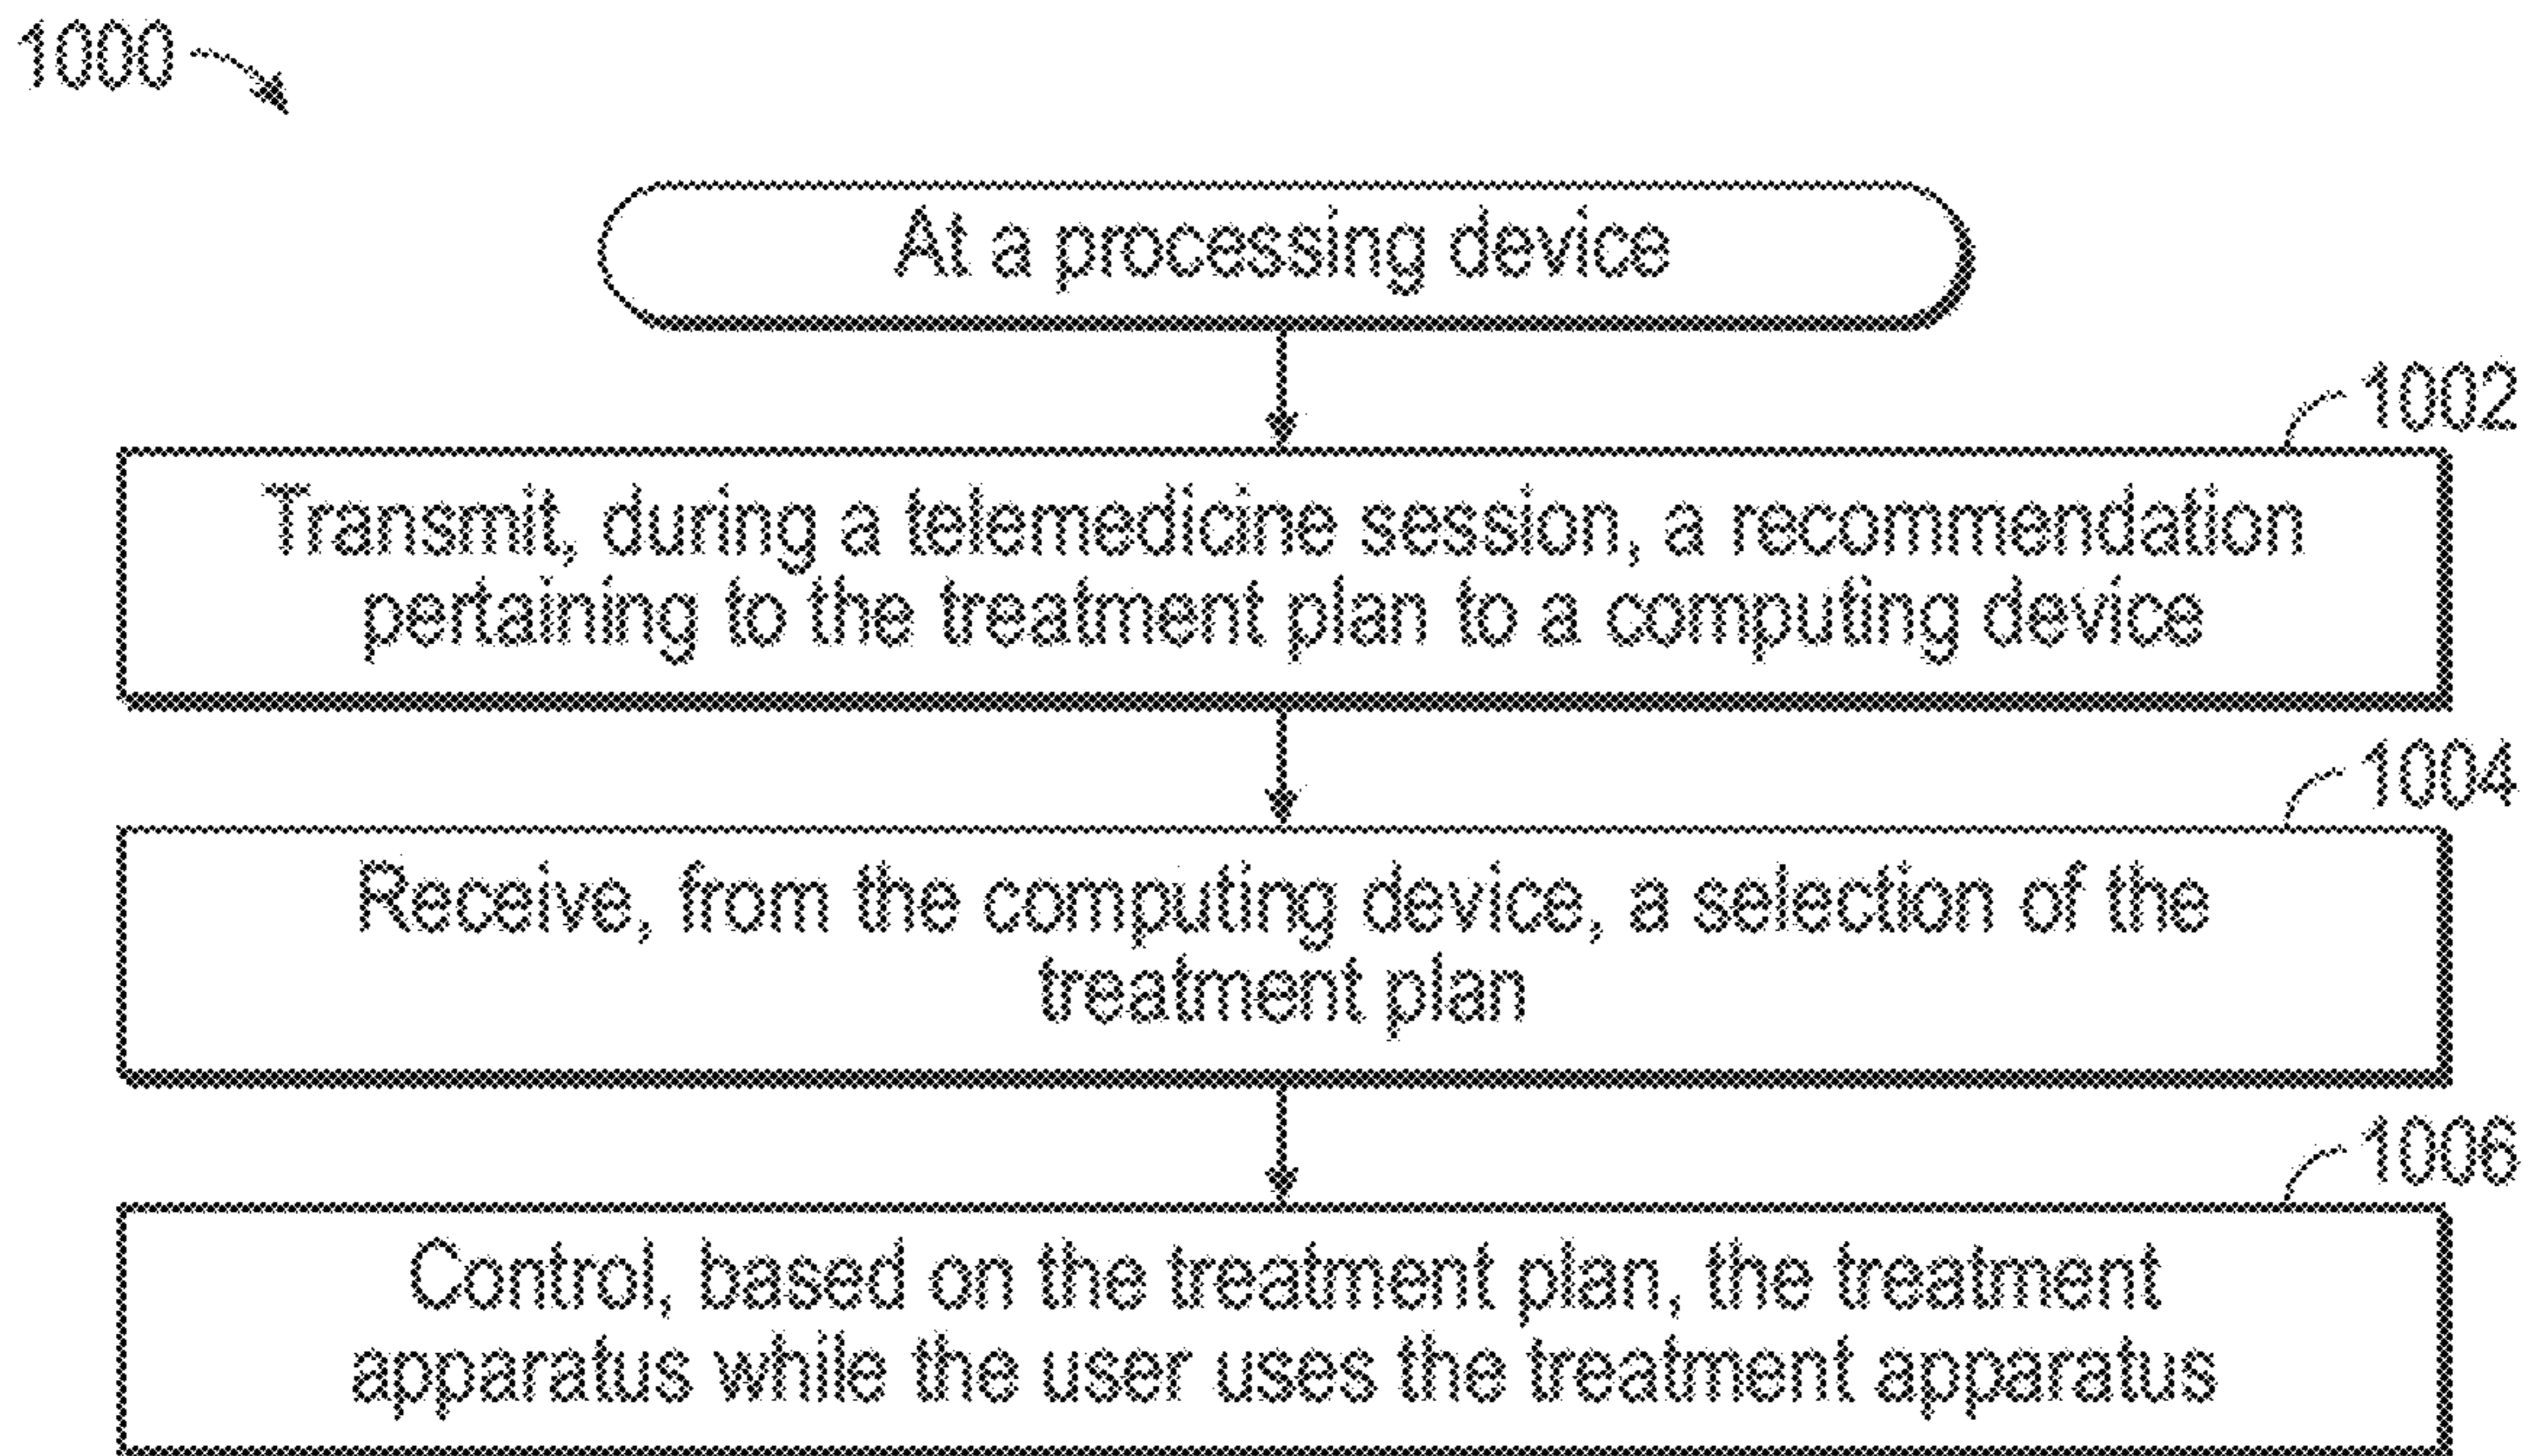 1000
At a processing device
1002
Transmit, during a telemedicine session, a recommendation
pertaining to the treatment plan to a computing device
1004
Receive, from the computing device, a selection of the
treatment plan
1006
Control, based on the treatment plan, the treatment
apparatus while the user uses the treatment apparatus